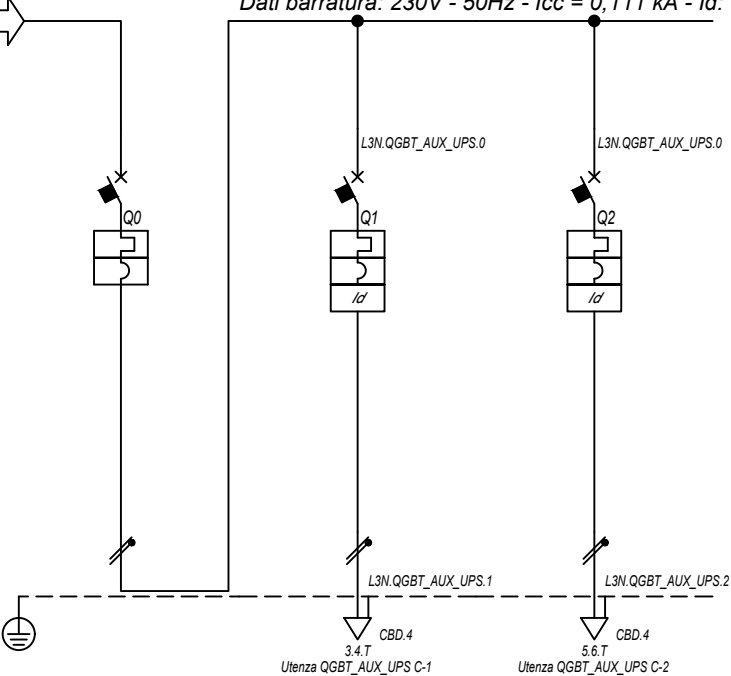 Dati barratura: 230V - 50Hz - Icc = 0,111 kA - Id:
L3N.QGBT_AUX_UPS.0
L3N.QGBT_AUX_UPS.0
Q0
Q1
Q2
Id
Id
L3N.QGBT_AUX_UPS.1
L3N.QGBT_AUX_UPS.2
CBD.4
CBD.4
3.4.T
5.6.T
Utenza QGBT_AUX_UPS C-1
Utenza QGBT_AUX_UPS C-2